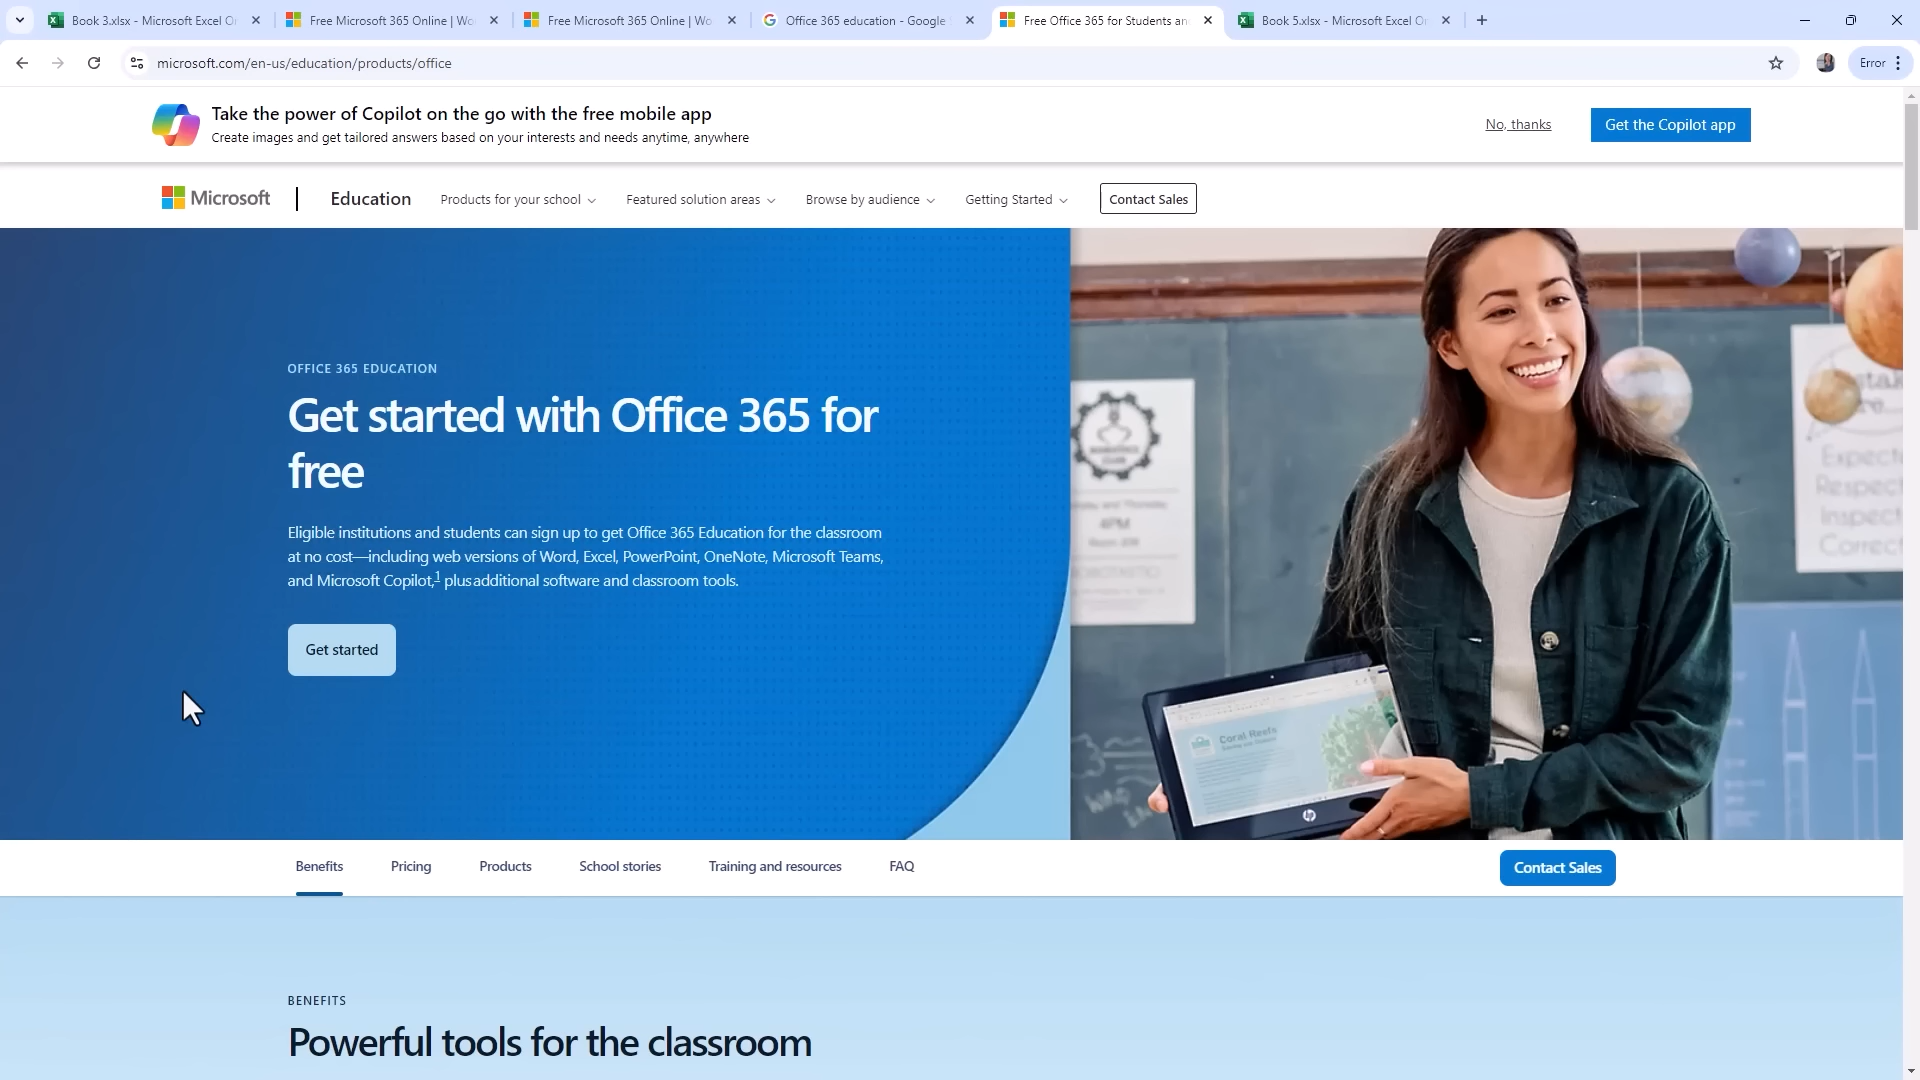 Book 3.xlsx - Microsoft Excel O
Free Microsoft 365 Online | Wo
Free Microsoft 365 Online | Wo
Office 365 education - Google
Free Office 365 for Students an
Book 5.xlsx - Microsoft Excel O
microsoft.com/en-us/education/products/office
Error
Take the power of Copilot on the go with the free mobile app
Create images and get tailored answers based on your interests and needs anytime, anywhere
No, thanks
Get the Copilot app
Microsoft
Education
Products for your school
Featured solution areas
Browse by audience
Getting Started
Contact Sales
OFFICE 365 EDUCATION
Get started with Office 365 for
free
Eligible institutions and students can sign up to get Office 365 Education for the classroom
at no cost—including web versions of Word, Excel, PowerPoint, OneNote, Microsoft Teams,
and Microsoft Copilot,1 plus additional software and classroom tools.
Get started
4PM
Coral Reefs
hp
Expect
Respec
Inspect
Correc
Benefits
Pricing
Products
School stories
Training and resources
FAQ
Contact Sales
BENEFITS
Powerful tools for the classroom